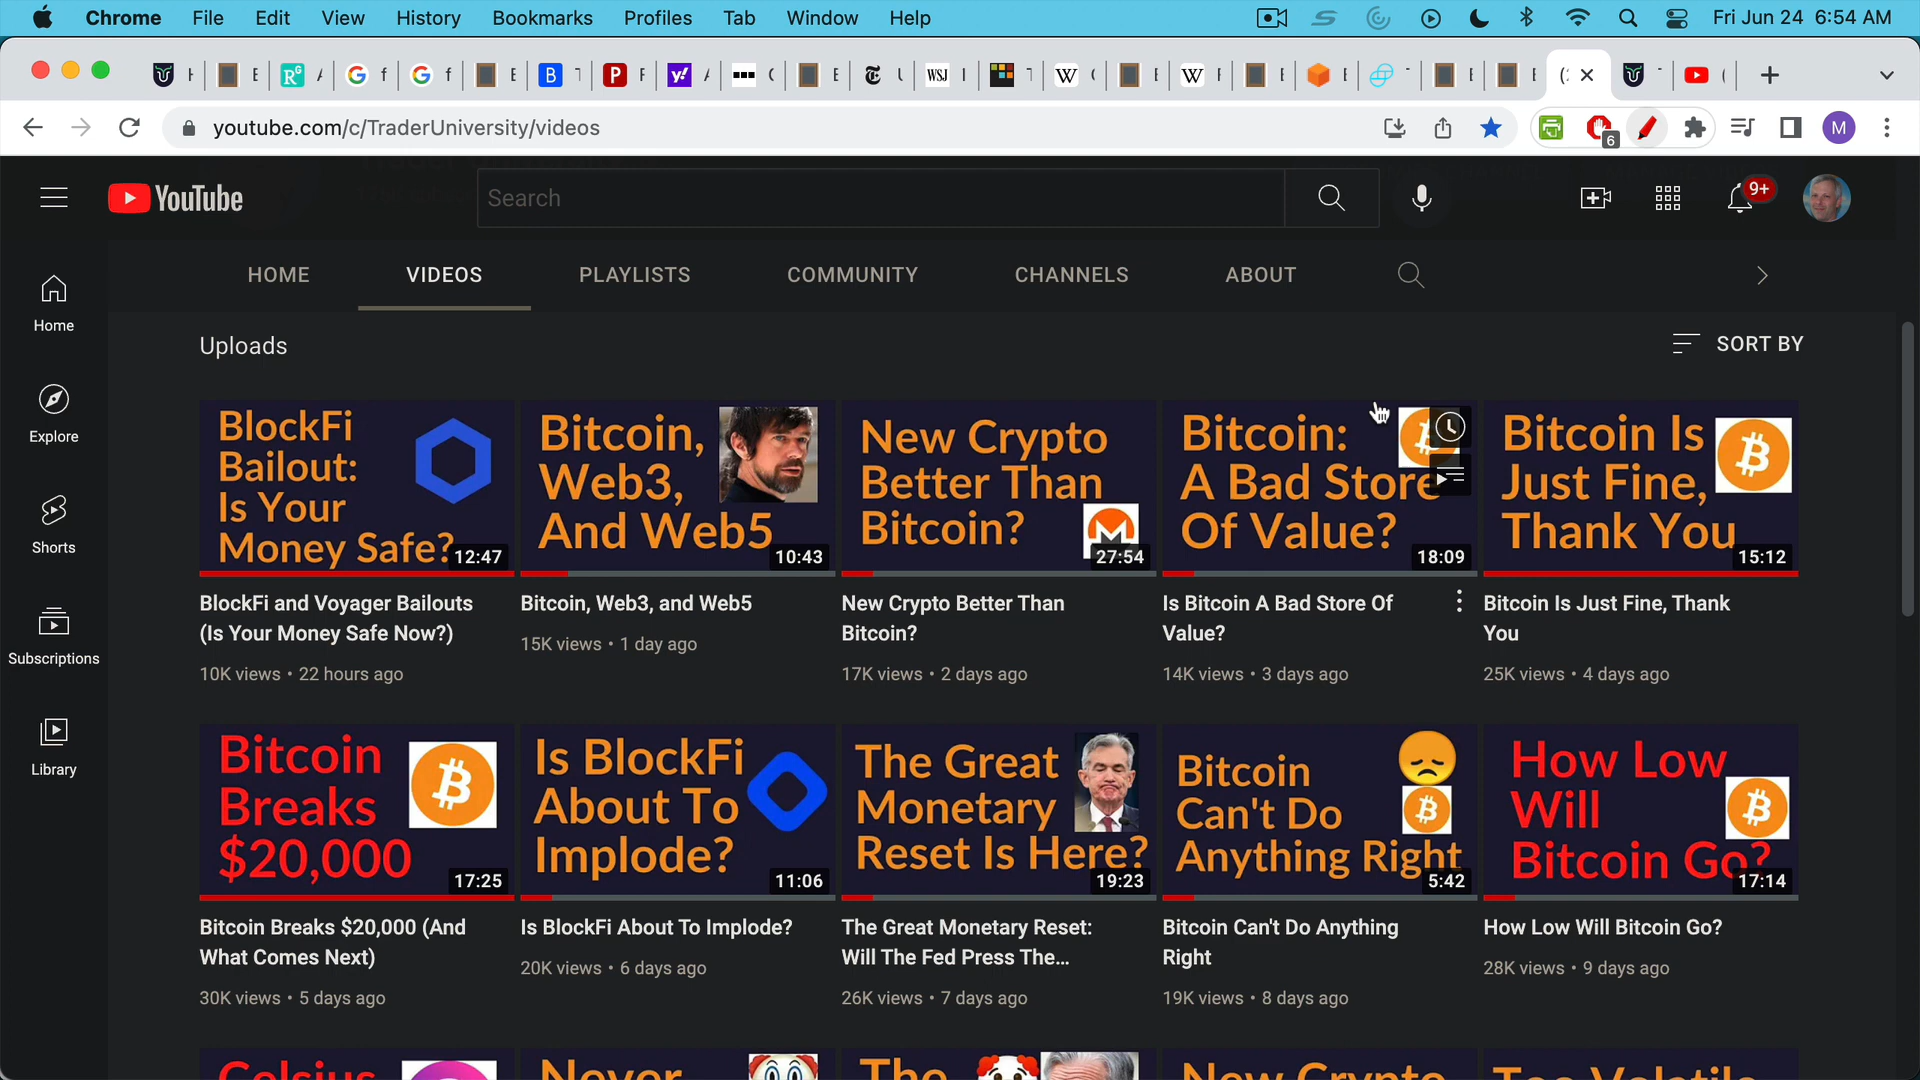 Chrome File Edit View History Bookmarks Profiles Tab Window Help Fri Jun 24 6:54 AM
youtube.com/c/TraderUniversity/videos
6
M
YouTube
Search
9+
HOME VIDEOS PLAYLISTS COMMUNITY CHANNELS ABOUT
Home
Explore
Shorts
Subscriptions
Library
Uploads
SORT BY
BlockFi
Bailout:
Is Your
Money Safe?
12:47
BlockFi and Voyager Bailouts
(Is Your Money Safe Now?)
10K views • 22 hours ago
Bitcoin,
Web3,
And Web5
10:43
Bitcoin, Web3, and Web5
15K views • 1 day ago
New Crypto
Better Than
Bitcoin?
27:54
New Crypto Better Than
Bitcoin?
17K views • 2 days ago
Bitcoin:
A Bad Store
Of Value?
18:09
Is Bitcoin A Bad Store Of
Value?
14K views • 3 days ago
Bitcoin Is
Just Fine,
Thank You
15:12
Bitcoin Is Just Fine, Thank
You
25K views • 4 days ago
Bitcoin
Breaks
$20,000
17:25
Bitcoin Breaks $20,000 (And
What Comes Next)
30K views • 5 days ago
Is BlockFi
About To
Implode?
11:06
Is BlockFi About To Implode?
20K views • 6 days ago
The Great
Monetary
Reset Is Here?
19:23
The Great Monetary Reset:
Will The Fed Press The...
26K views • 7 days ago
Bitcoin
Can't Do
Anything Right
5:42
Bitcoin Can't Do Anything
Right
19K views • 8 days ago
How Low
Will
Bitcoin Go?
17:14
How Low Will Bitcoin Go?
28K views • 9 days ago
Celsius
Never
The
New Crypto
Too Volatile